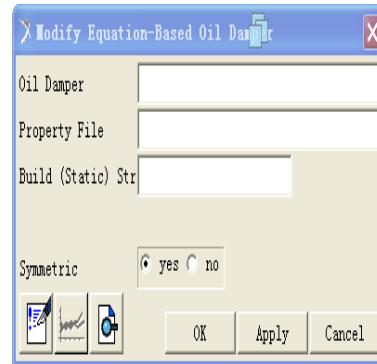 Modify Equation-Based Oil Damper
Oil Damper
Property File
Build (Static) Str
Symmetric yes no
OK Apply Cancel